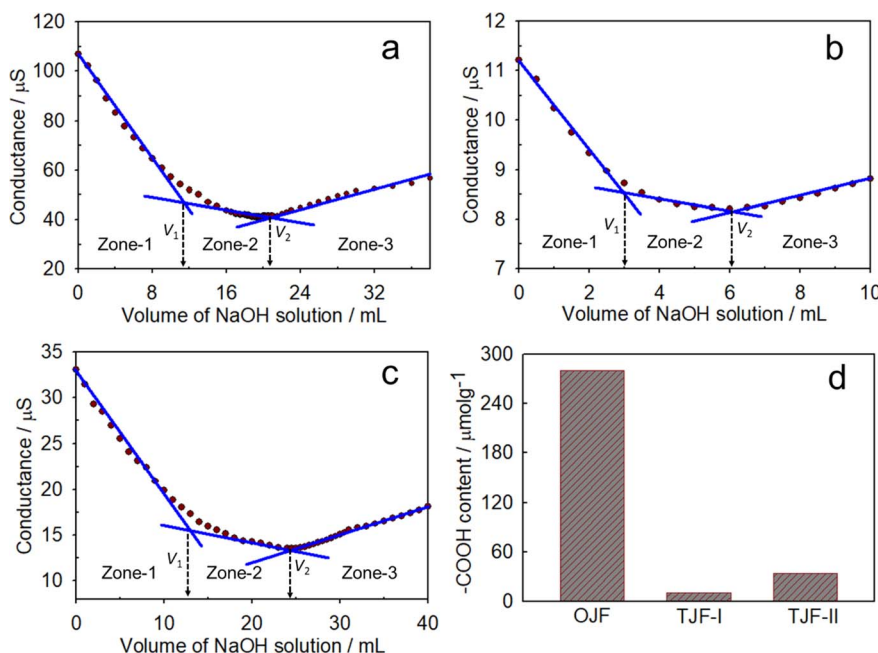 a
Conductance / µS
120
100
80
60
40
20
Zone-1
V1
Zone-2
V2
Zone-3
0 8 16 24 32
Volume of NaOH solution / mL
b
Conductance / µS
12
11
10
9
8
7
Zone-1
V1
Zone-2
V2
Zone-3
0 2 4 6 8 10
Volume of NaOH solution / mL
c
Conductance / µS
35
30
25
20
15
10
Zone-1
V1
Zone-2
V2
Zone-3
0 10 20 30 40
Volume of NaOH solution / mL
d
-COOH content / µmolg-1
300
240
180
120
60
0
OJF TJF-I TJF-II